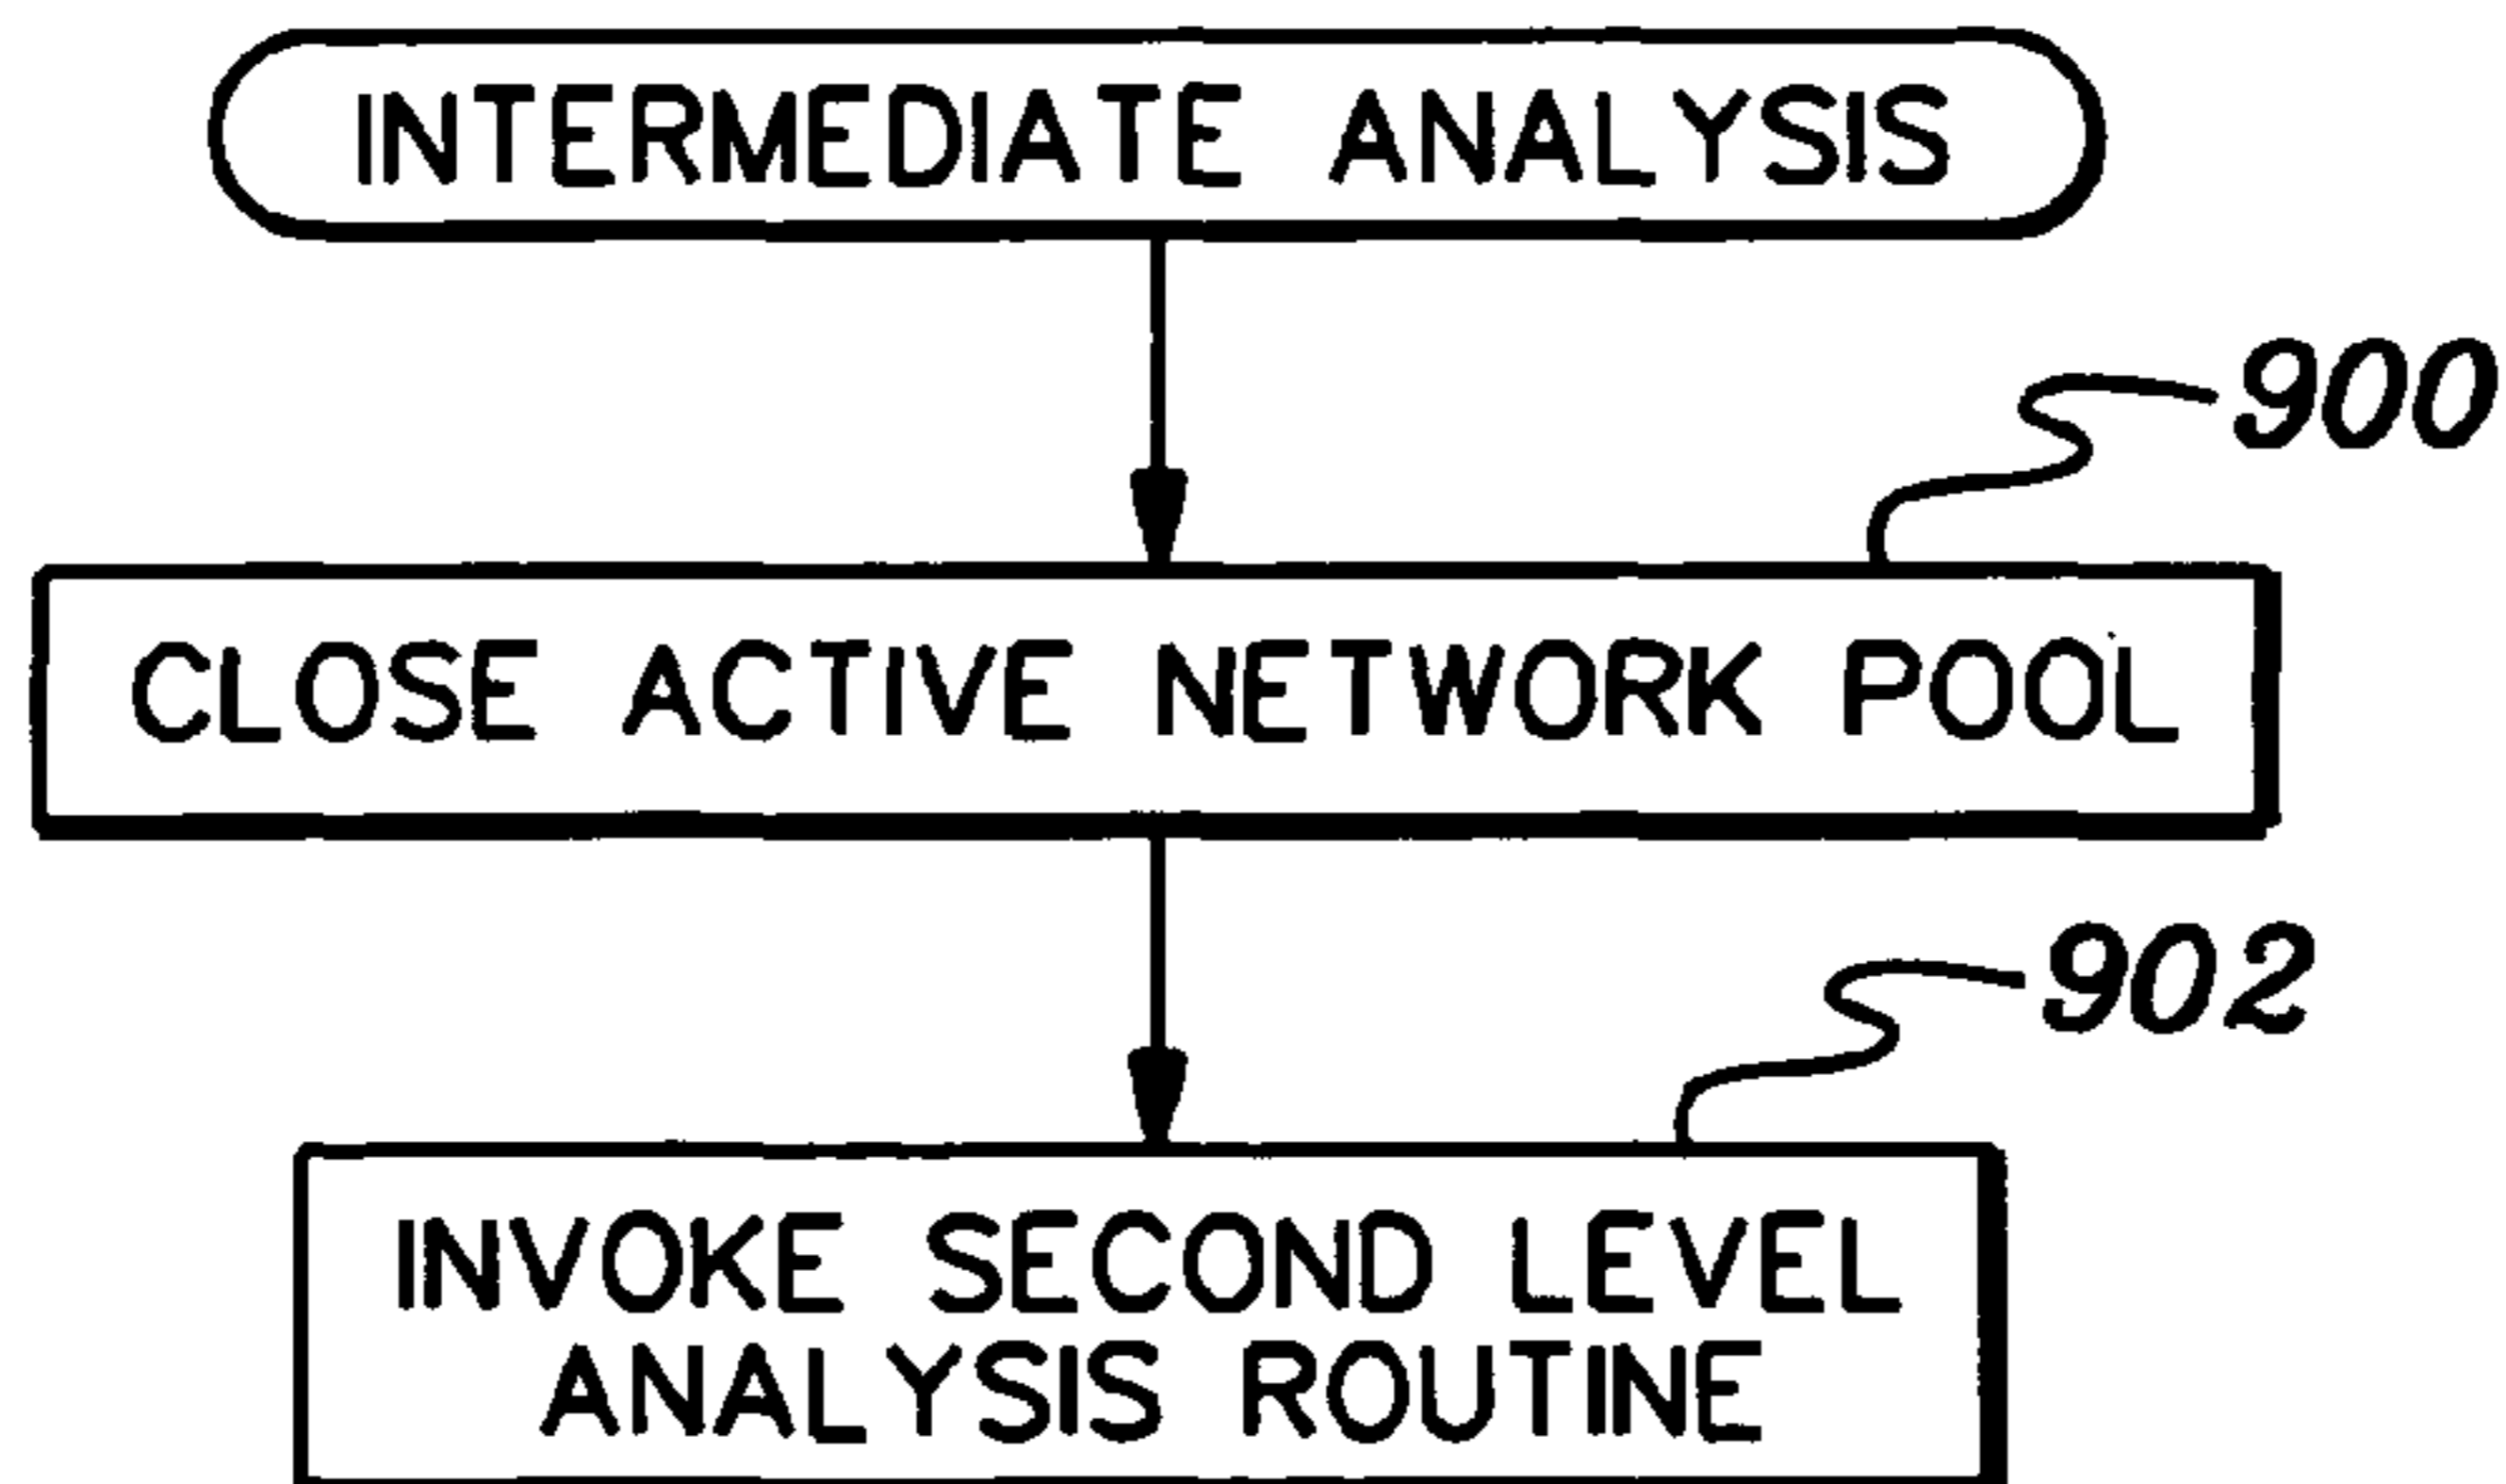 INTERMEDIATE ANALYSIS
900
CLOSE ACTIVE NETWORK POOL
902
INVOKE SECOND LEVEL
ANALYSIS ROUTINE